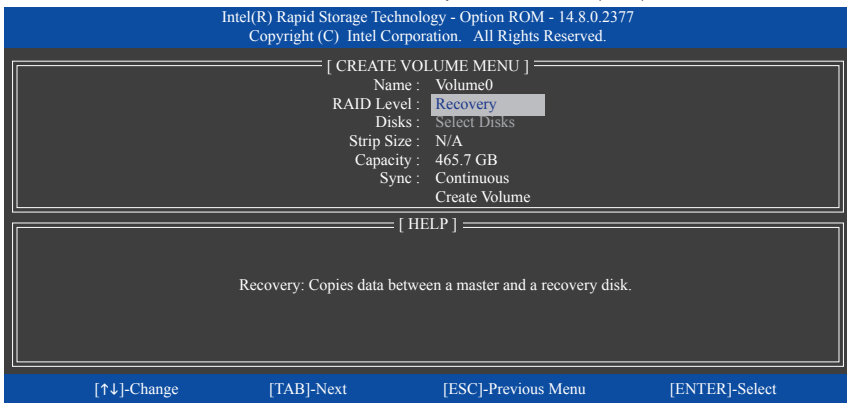 Intel(R) Rapid Storage Technology - Option ROM - 14.8.0.2377
Copyright (C) Intel Corporation. All Rights Reserved.
[ CREATE VOLUME MENU ]
Name : Volume0
RAID Level : Recovery
Disks : Select Disks
Strip Size : N/A
Capacity : 465.7 GB
Sync : Continuous
Create Volume
[ HELP ]
Recovery: Copies data between a master and a recovery disk.
[↑↓]-Change [TAB]-Next [ESC]-Previous Menu [ENTER]-Select